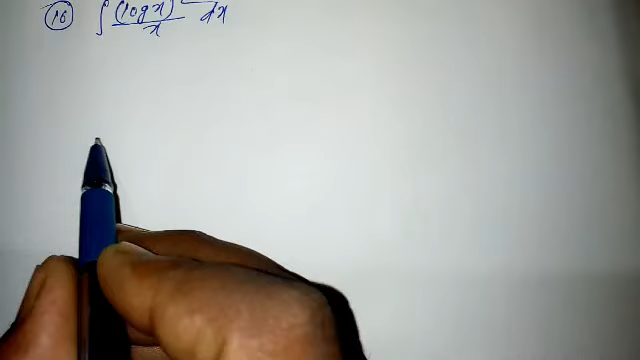 (16) ∫ (log x) / x dx